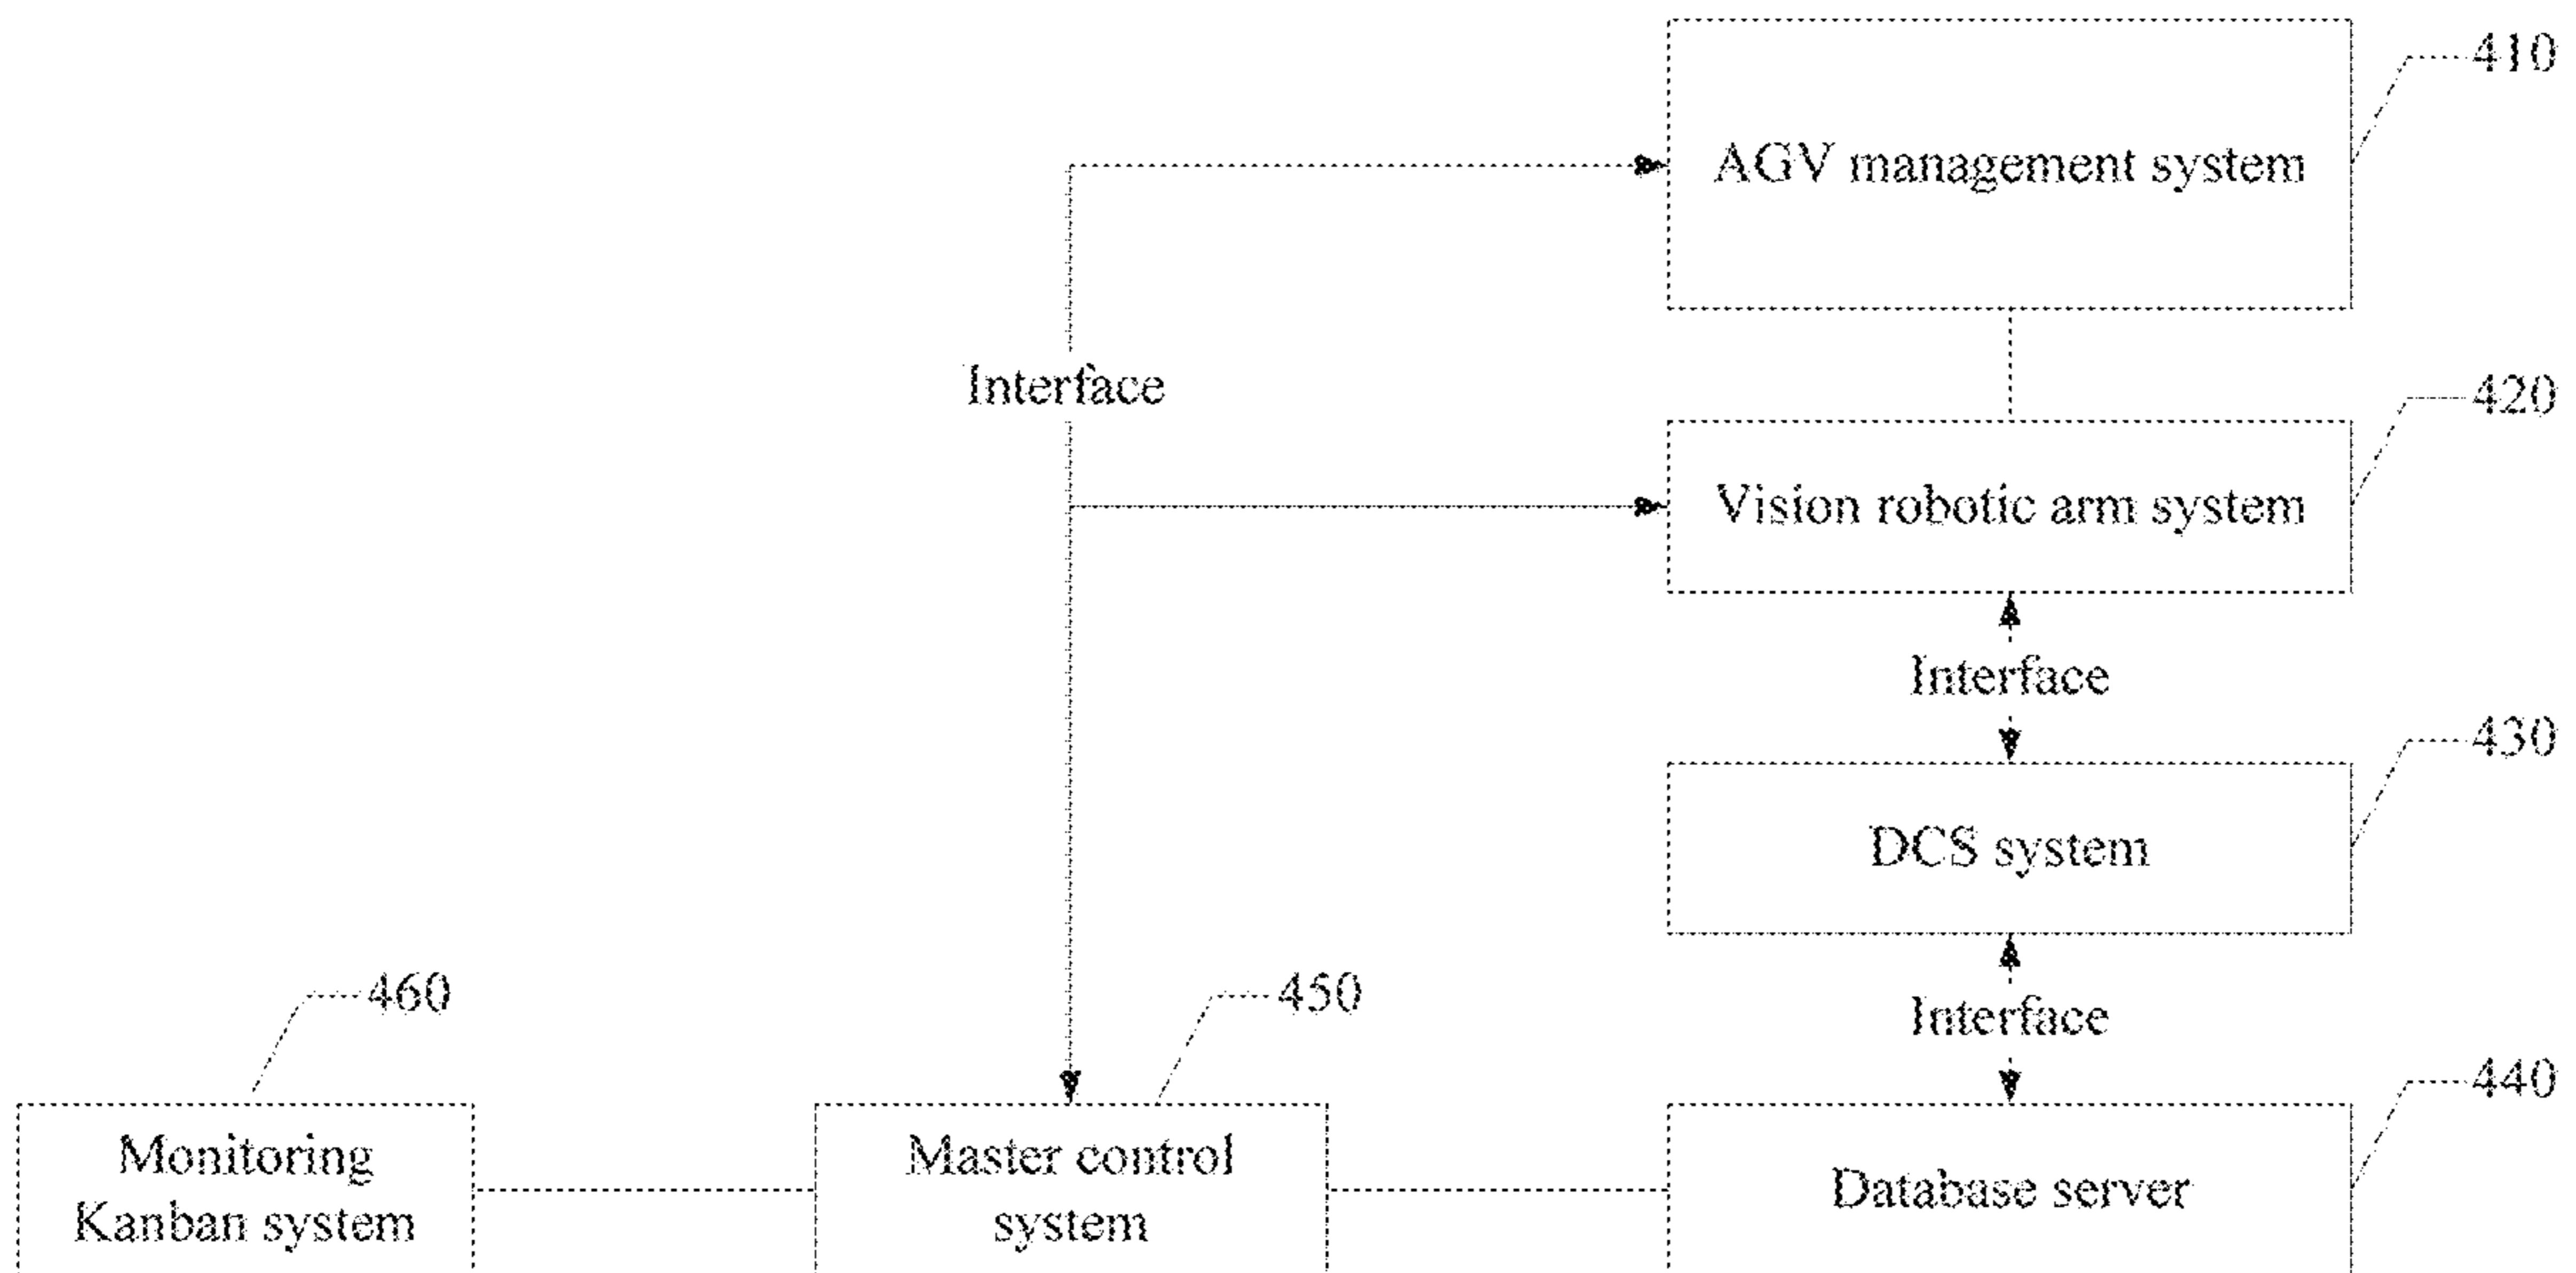 410
AGV management system
Interface
420
Vision robotic arm system
Interface
430
DCS system
460
450
Interface
440
Monitoring
Kanban system
Master control
system
Database server